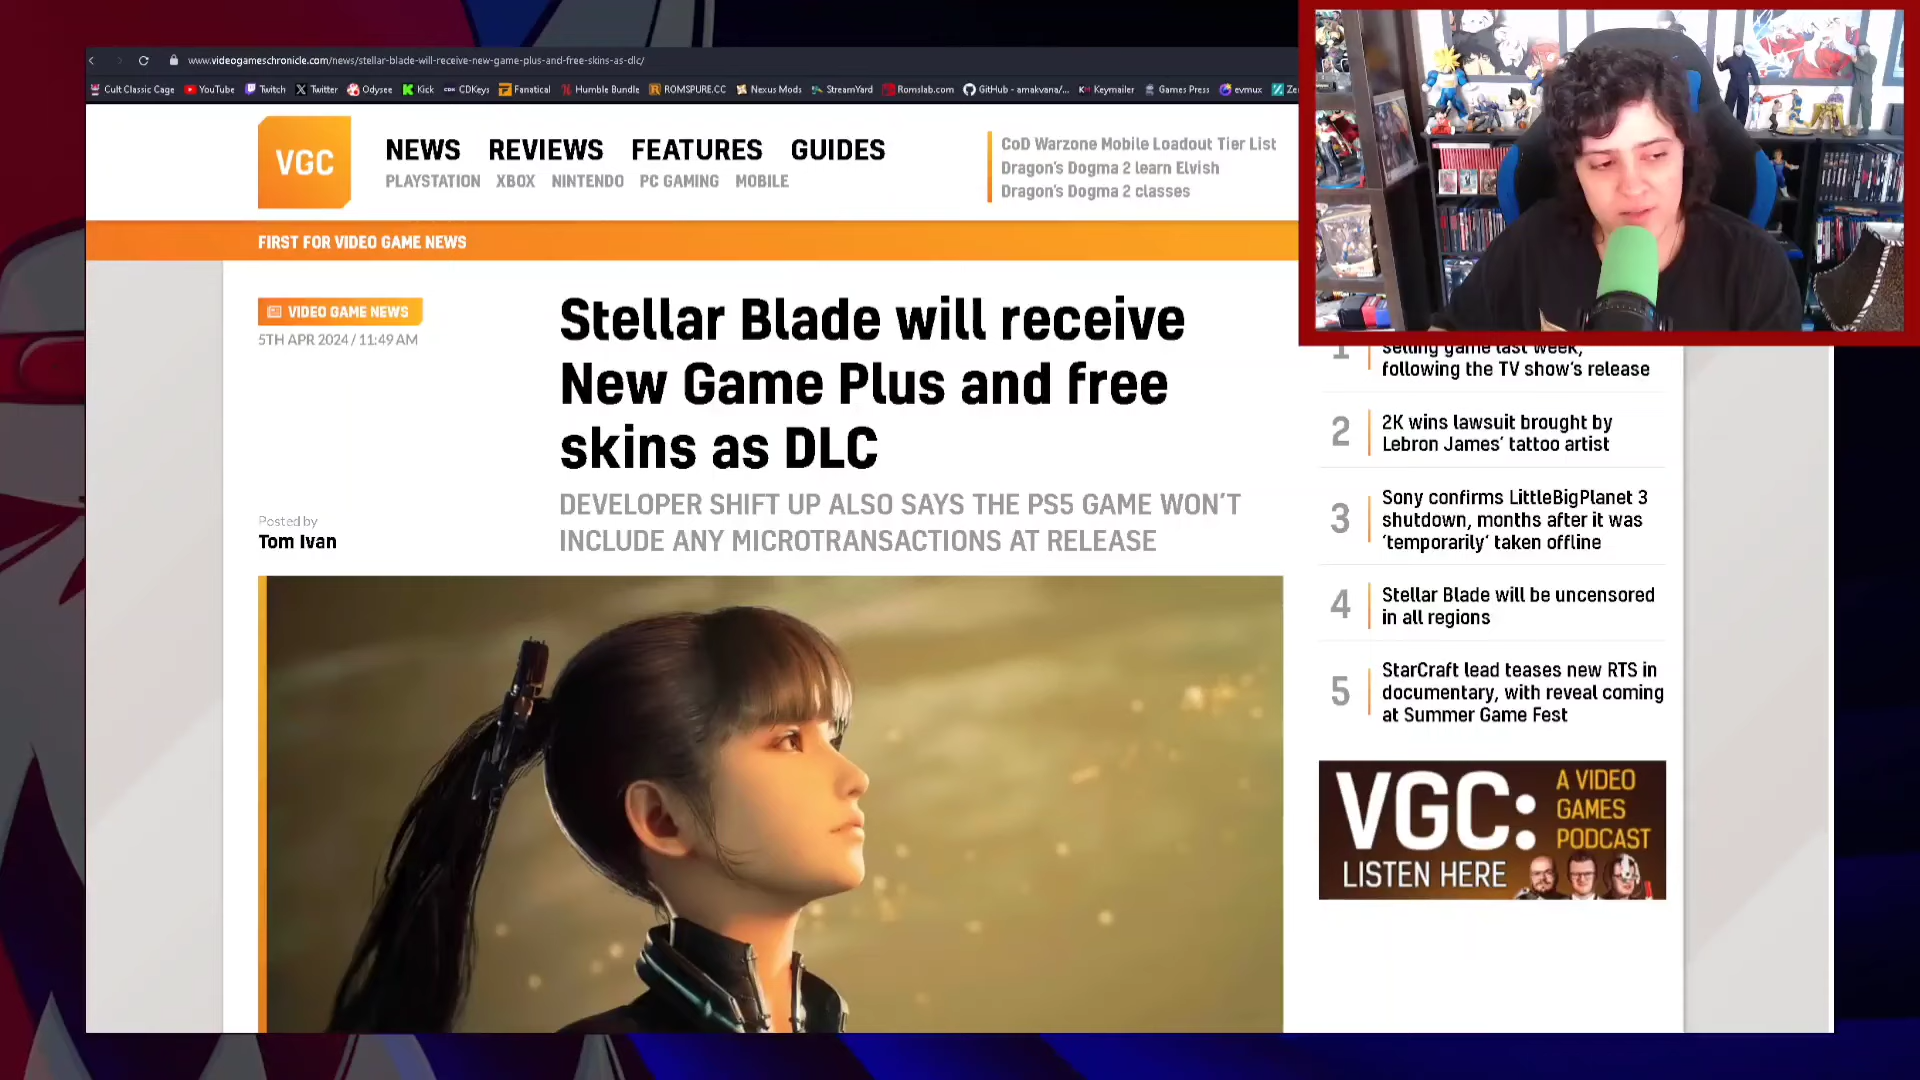 www.videogameschronicle.com/news/stellar-blade-will-receive-new-game-plus-and-free-skins-as-dlc/
Cult Classic Cage YouTube Twitch Twitter Odysee Kick CDKeys Fanatical Humble Bundle ROMSPURE.CC Nexus Mods StreamYard Romslab.com GitHub - amakvana/... Keymailer Games Press evmux
VGC
NEWS REVIEWS FEATURES GUIDES
PLAYSTATION XBOX NINTENDO PC GAMING MOBILE
CoD Warzone Mobile Loadout Tier List
Dragon's Dogma 2 learn Elvish
Dragon's Dogma 2 classes
FIRST FOR VIDEO GAME NEWS
VIDEO GAME NEWS
5TH APR 2024 / 11:49 AM
Stellar Blade will receive
New Game Plus and free
skins as DLC
DEVELOPER SHIFT UP ALSO SAYS THE PS5 GAME WON'T
INCLUDE ANY MICROTRANSACTIONS AT RELEASE
Posted by
Tom Ivan
1 selling game last week,
following the TV show's release
2 2K wins lawsuit brought by
Lebron James' tattoo artist
3 Sony confirms LittleBigPlanet 3
shutdown, months after it was
‘temporarily’ taken offline
4 Stellar Blade will be uncensored
in all regions
5 StarCraft lead teases new RTS in
documentary, with reveal coming
at Summer Game Fest
VGC: A VIDEO
GAMES
PODCAST
LISTEN HERE